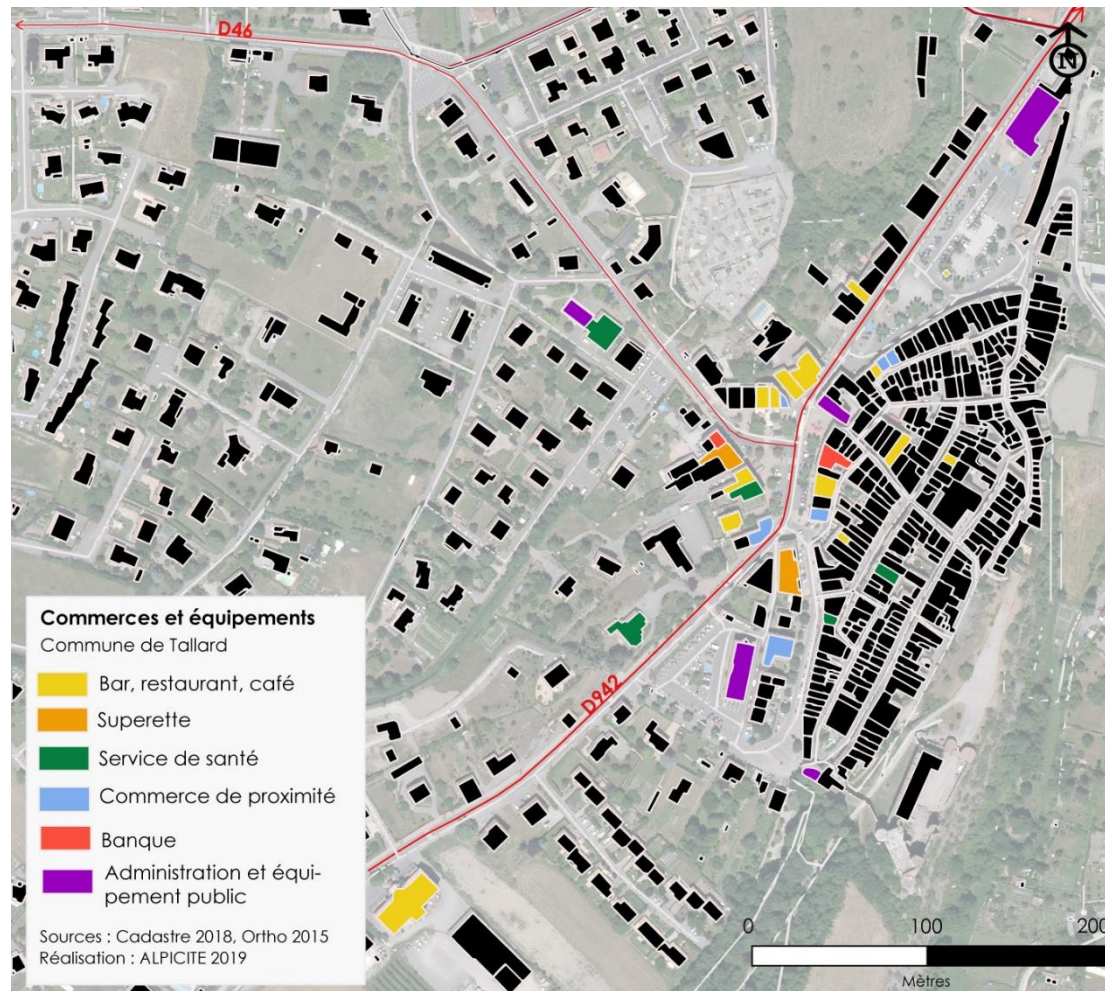 D46
N
D942
Commerces et équipements
Commune de Tallard
Bar, restaurant, café
Superette
Service de santé
Commerce de proximité
Banque
Administration et équi-
pement public
Sources : Cadastre 2018, Ortho 2015
Réalisation : ALPICITE 2019
0 100 200
Mètres